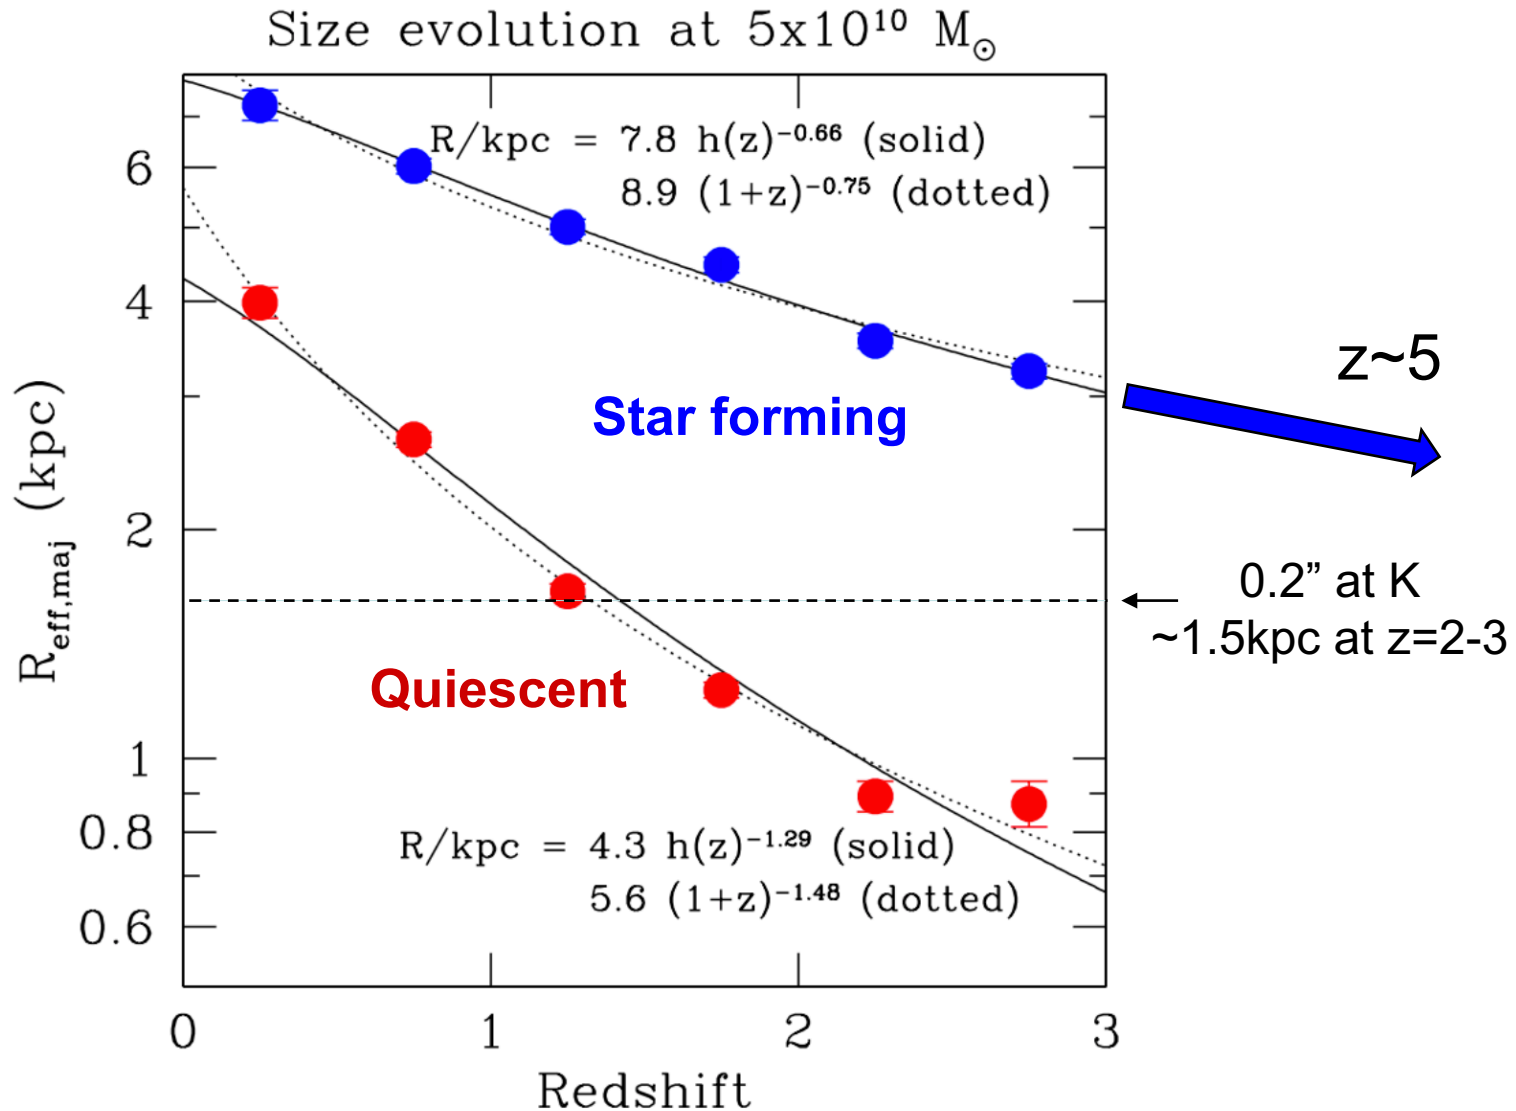 Size evolution at 5x10¹⁰ M☉
R/kpc = 7.8 h(z)⁻⁰·⁶⁶ (solid)
8.9 (1+z)⁻⁰·⁷⁵ (dotted)
6
4
2
1
0.8
0.6
R_eff,maj (kpc)
Star forming
Quiescent
z~5
0.2” at K
~1.5kpc at z=2-3
R/kpc = 4.3 h(z)⁻¹·²⁹ (solid)
5.6 (1+z)⁻¹·⁴⁸ (dotted)
0 1 2 3
Redshift